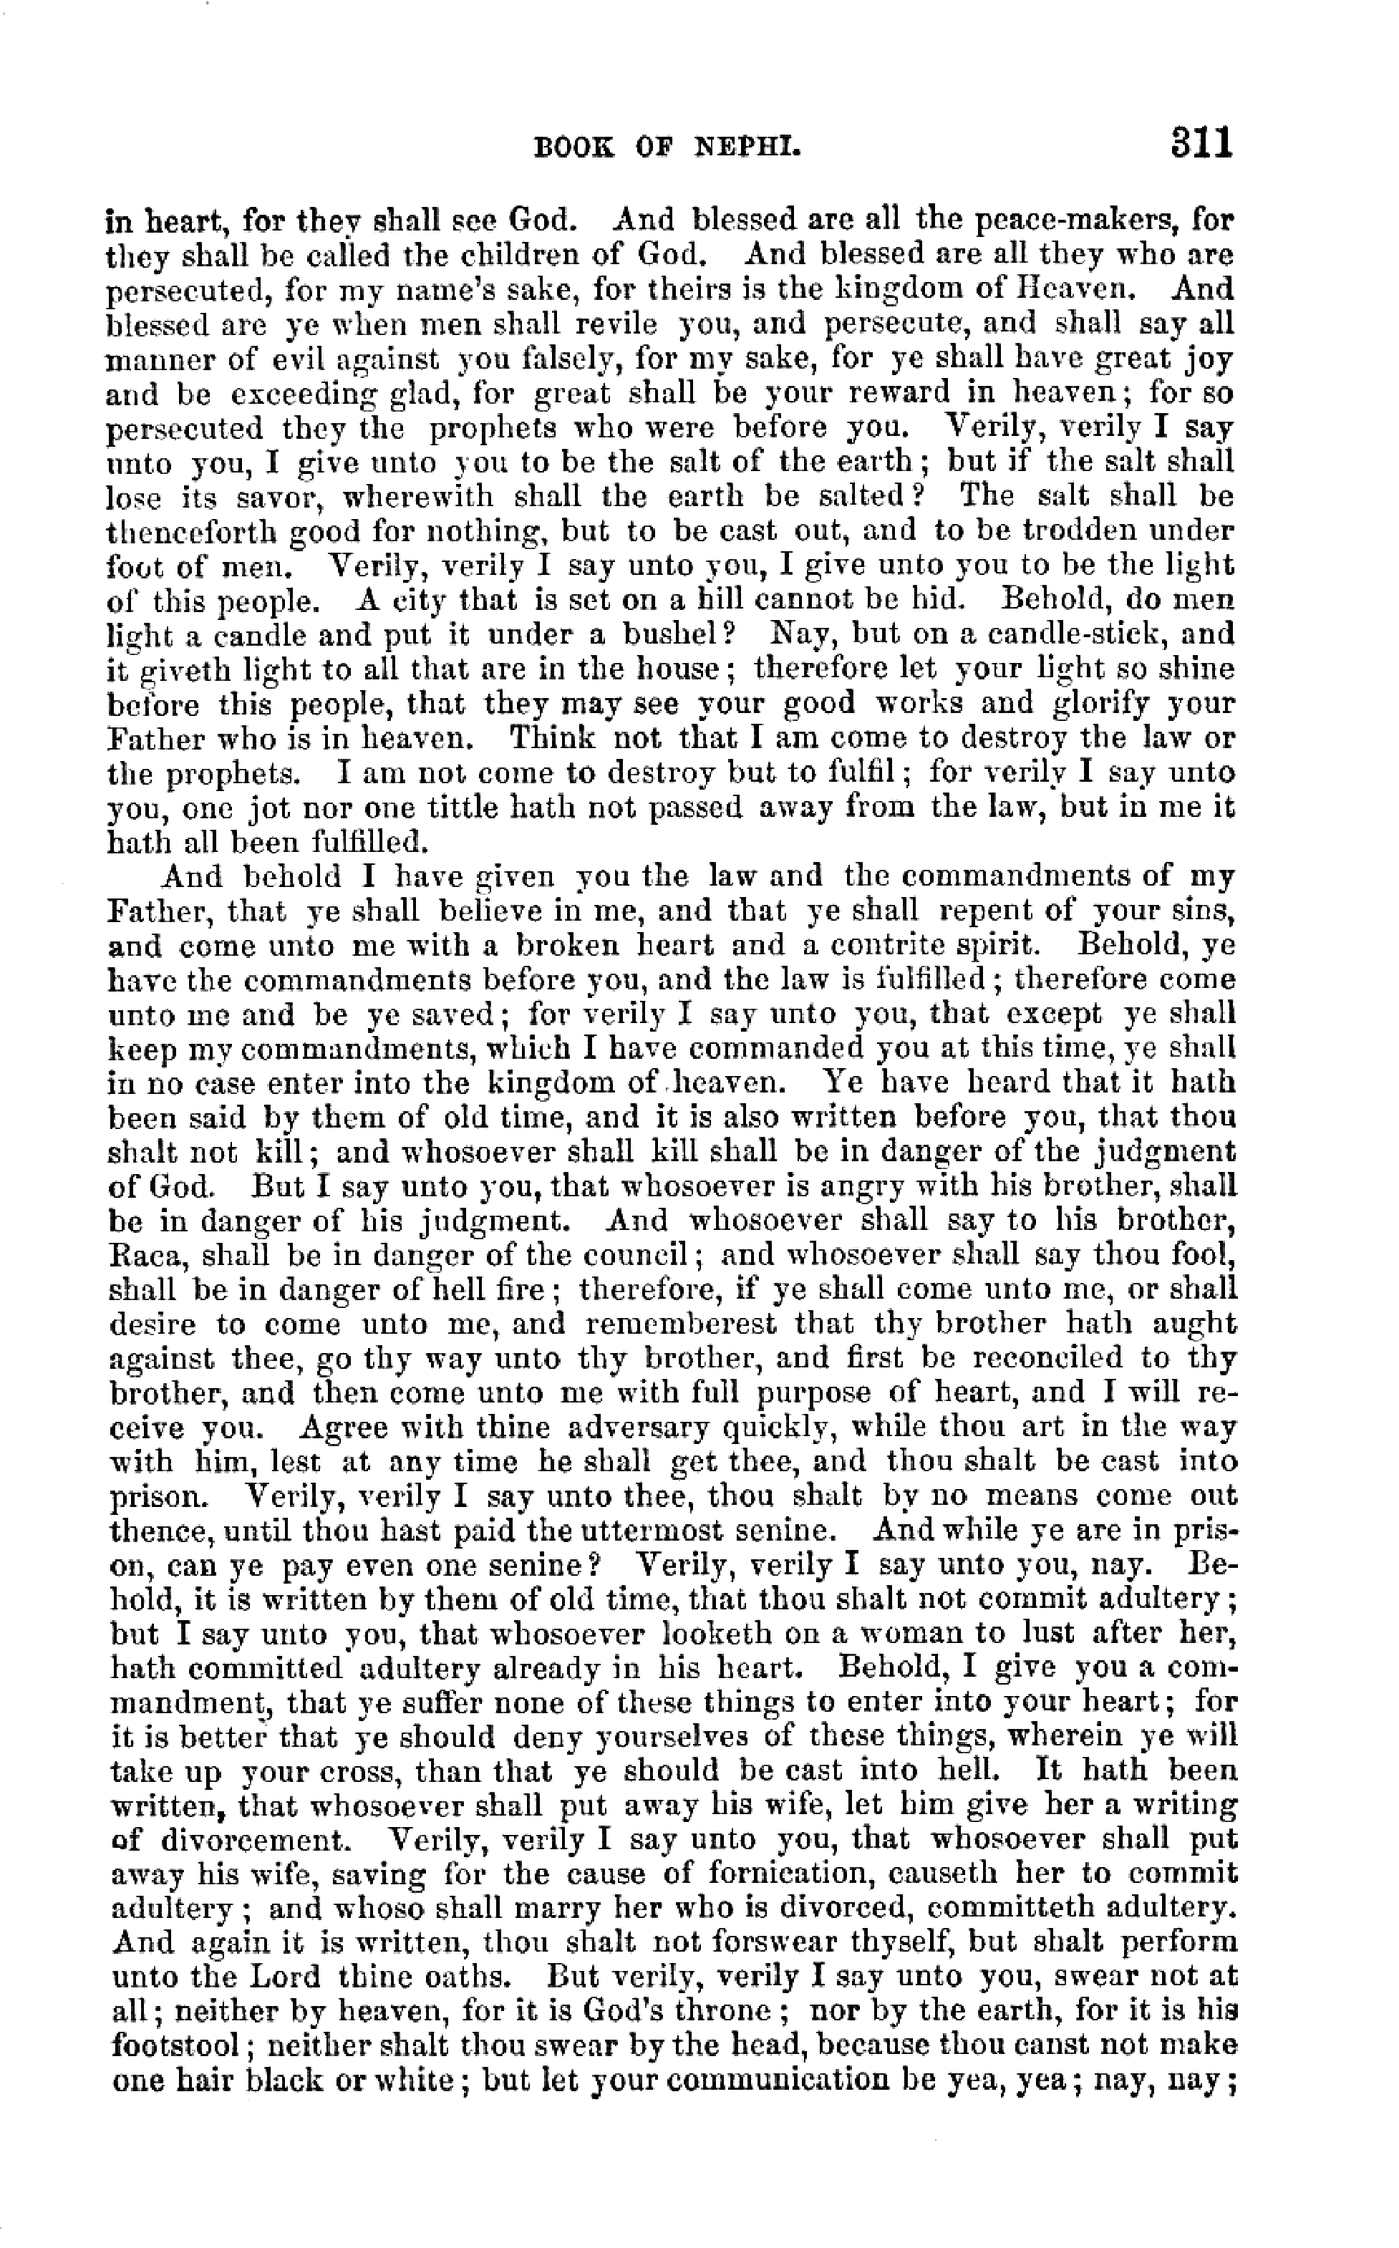 BOOK OF NEPHI. 311
in heart, for they shall see God. And blessed are all the peace-makers, for
they shall be called the children of God. And blessed are all they who are
persecuted, for my name's sake, for theirs is the kingdom of Heaven. And
blessed are ye when men shall revile you, and persecute, and shall say all
manner of evil against you falsely, for my sake, for ye shall have great joy
and be exceeding glad, for great shall be your reward in heaven; for so
persecuted they the prophets who were before you. Verily, verily I say
unto you, I give unto you to be the salt of the earth; but if the salt shall
lose its savor, wherewith shall the earth be salted? The salt shall be
thenceforth good for nothing, but to be cast out, and to be trodden under
foot of men. Verily, verily I say unto you, I give unto you to be the light
of this people. A city that is set on a hill cannot be hid. Behold, do men
light a candle and put it under a bushel? Nay, but on a candle-stick, and
it giveth light to all that are in the house; therefore let your light so shine
before this people, that they may see your good works and glorify your
Father who is in heaven. Think not that I am come to destroy the law or
the prophets. I am not come to destroy but to fulfil; for verily I say unto
you, one jot nor one tittle hath not passed away from the law, but in me it
hath all been fulfilled.
And behold I have given you the law and the commandments of my
Father, that ye shall believe in me, and that ye shall repent of your sins,
and come unto me with a broken heart and a contrite spirit. Behold, ye
have the commandments before you, and the law is fulfilled; therefore come
unto me and be ye saved; for verily I say unto you, that except ye shall
keep my commandments, which I have commanded you at this time, ye shall
in no case enter into the kingdom of heaven. Ye have heard that it hath
been said by them of old time, and it is also written before you, that thou
shalt not kill; and whosoever shall kill shall be in danger of the judgment
of God. But I say unto you, that whosoever is angry with his brother, shall
be in danger of his judgment. And whosoever shall say to his brother,
Raca, shall be in danger of the council; and whosoever shall say thou fool,
shall be in danger of hell fire; therefore, if ye shall come unto me, or shall
desire to come unto me, and rememberest that thy brother hath aught
against thee, go thy way unto thy brother, and first be reconciled to thy
brother, and then come unto me with full purpose of heart, and I will re-
ceive you. Agree with thine adversary quickly, while thou art in the way
with him, lest at any time he shall get thee, and thou shalt be cast into
prison. Verily, verily I say unto thee, thou shalt by no means come out
thence, until thou hast paid the uttermost senine. And while ye are in pris-
on, can ye pay even one senine? Verily, verily I say unto you, nay. Be-
hold, it is written by them of old time, that thou shalt not commit adultery;
but I say unto you, that whosoever looketh on a woman to lust after her,
hath committed adultery already in his heart. Behold, I give you a com-
mandment, that ye suffer none of these things to enter into your heart; for
it is better that ye should deny yourselves of these things, wherein ye will
take up your cross, than that ye should be cast into hell. It hath been
written, that whosoever shall put away his wife, let him give her a writing
of divorcement. Verily, verily I say unto you, that whosoever shall put
away his wife, saving for the cause of fornication, causeth her to commit
adultery; and whoso shall marry her who is divorced, committeth adultery.
And again it is written, thou shalt not forswear thyself, but shalt perform
unto the Lord thine oaths. But verily, verily I say unto you, swear not at
all; neither by heaven, for it is God's throne; nor by the earth, for it is his
footstool; neither shalt thou swear by the head, because thou canst not make
one hair black or white; but let your communication be yea, yea; nay, nay;